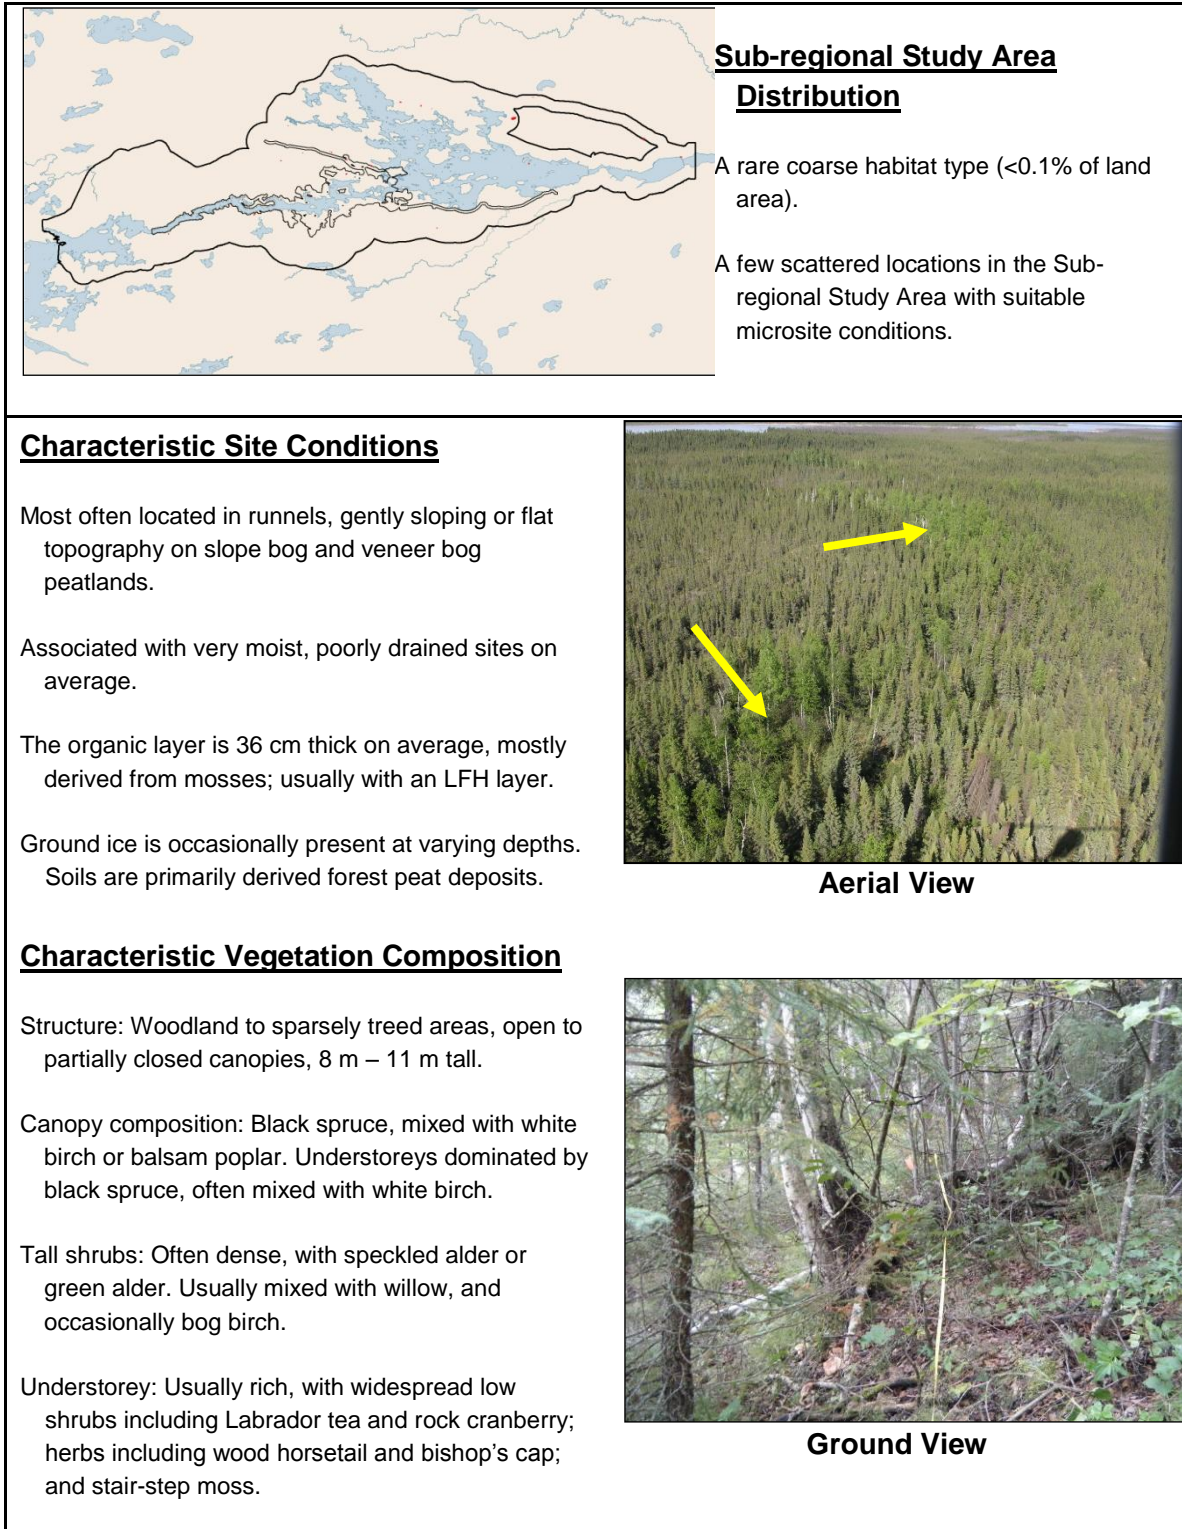 Sub-regional Study Area
Distribution
A rare coarse habitat type (<0.1% of land
area).
A few scattered locations in the Sub-
regional Study Area with suitable
microsite conditions.
Characteristic Site Conditions
Most often located in runnels, gently sloping or flat
topography on slope bog and veneer bog
peatlands.
Associated with very moist, poorly drained sites on
average.
The organic layer is 36 cm thick on average, mostly
derived from mosses; usually with an LFH layer.
Ground ice is occasionally present at varying depths.
Soils are primarily derived forest peat deposits.
Aerial View
Characteristic Vegetation Composition
Structure: Woodland to sparsely treed areas, open to
partially closed canopies, 8 m – 11 m tall.
Canopy composition: Black spruce, mixed with white
birch or balsam poplar. Understoreys dominated by
black spruce, often mixed with white birch.
Tall shrubs: Often dense, with speckled alder or
green alder. Usually mixed with willow, and
occasionally bog birch.
Understorey: Usually rich, with widespread low
shrubs including Labrador tea and rock cranberry;
herbs including wood horsetail and bishop's cap;
and stair-step moss.
Ground View